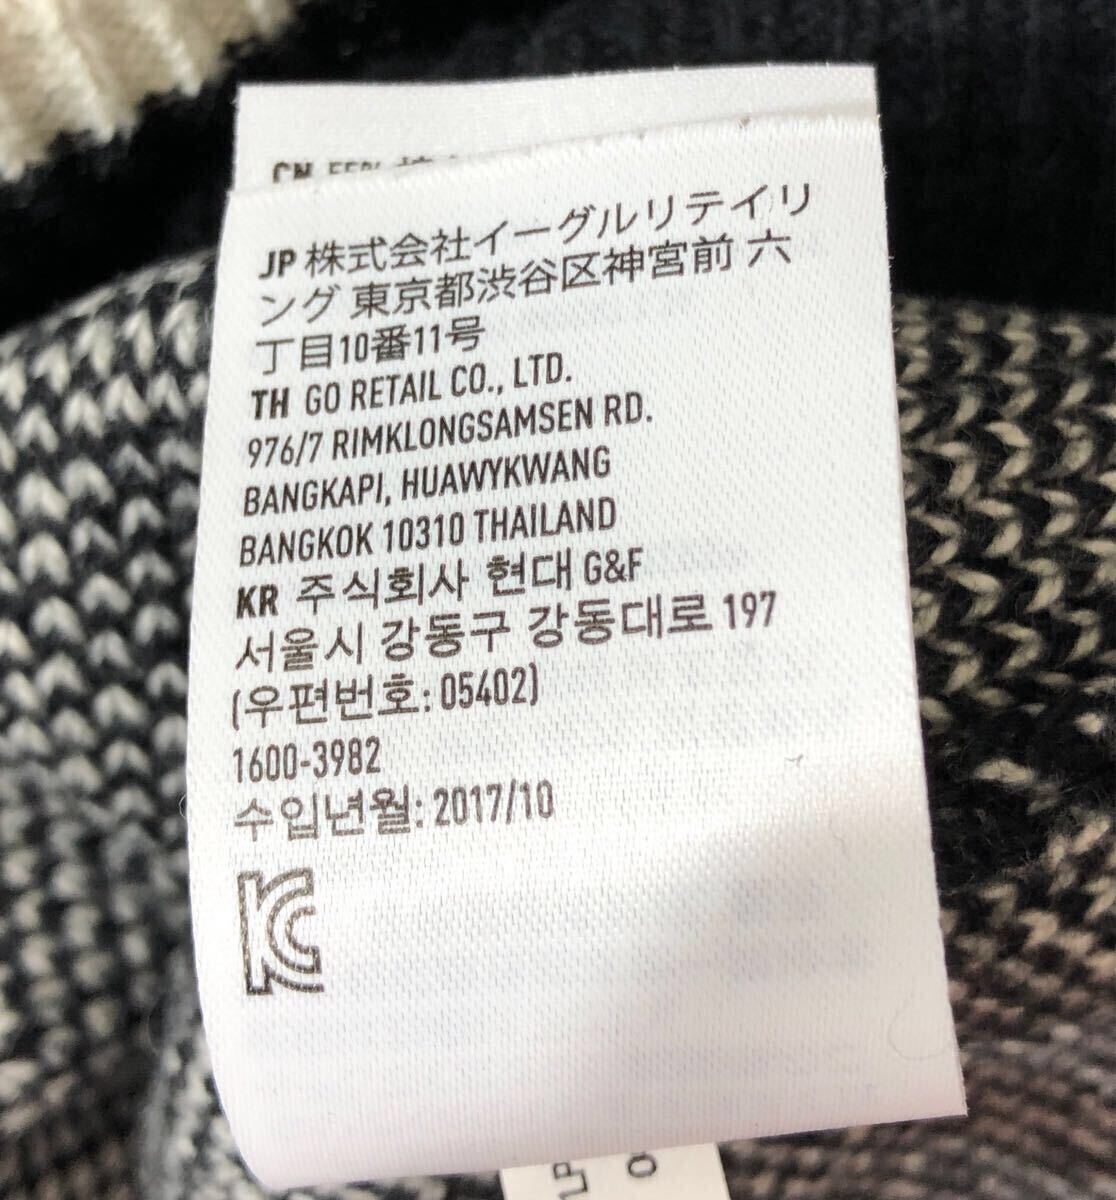 CN 55%
JP 株式会社イーグルリテイリ
ング 東京都渋谷区神宮前 六
丁目10番11号
TH GO RETAIL CO., LTD.
976/7 RIMKLONGSAMSEN RD.
BANGKAPI, HUAWYKWANG
BANGKOK 10310 THAILAND
KR 주식회사 현대 G&F
서울시 강동구 강동대로 197
(우편번호: 05402)
1600-3982
수입년월: 2017/10
KC